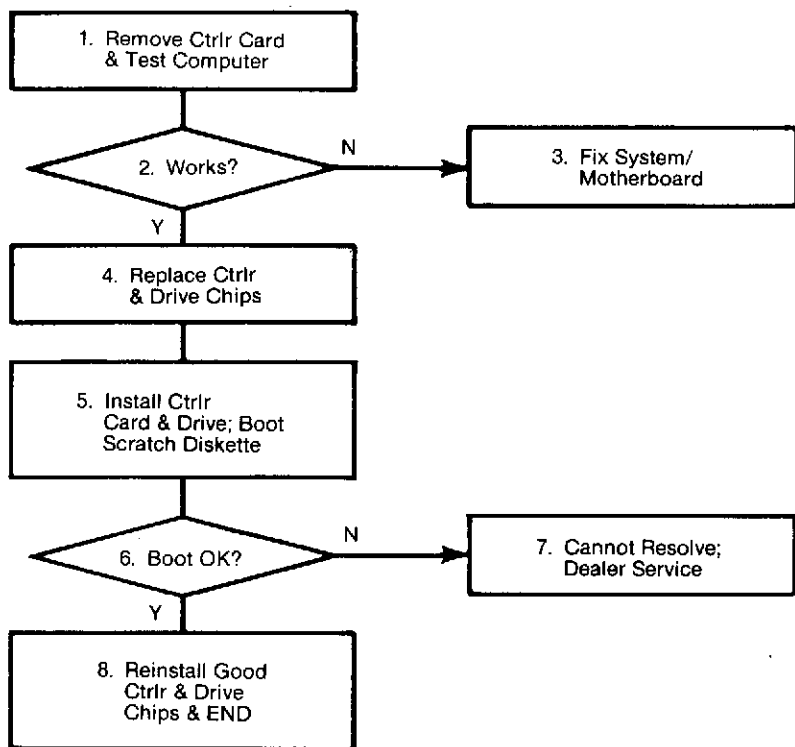 1. Remove Ctrlr Card
& Test Computer
2. Works?
N
3. Fix System/
Motherboard
Y
4. Replace Ctrlr
& Drive Chips
5. Install Ctrlr
Card & Drive; Boot
Scratch Diskette
6. Boot OK?
N
7. Cannot Resolve;
Dealer Service
Y
8. Reinstall Good
Ctrlr & Drive
Chips & END